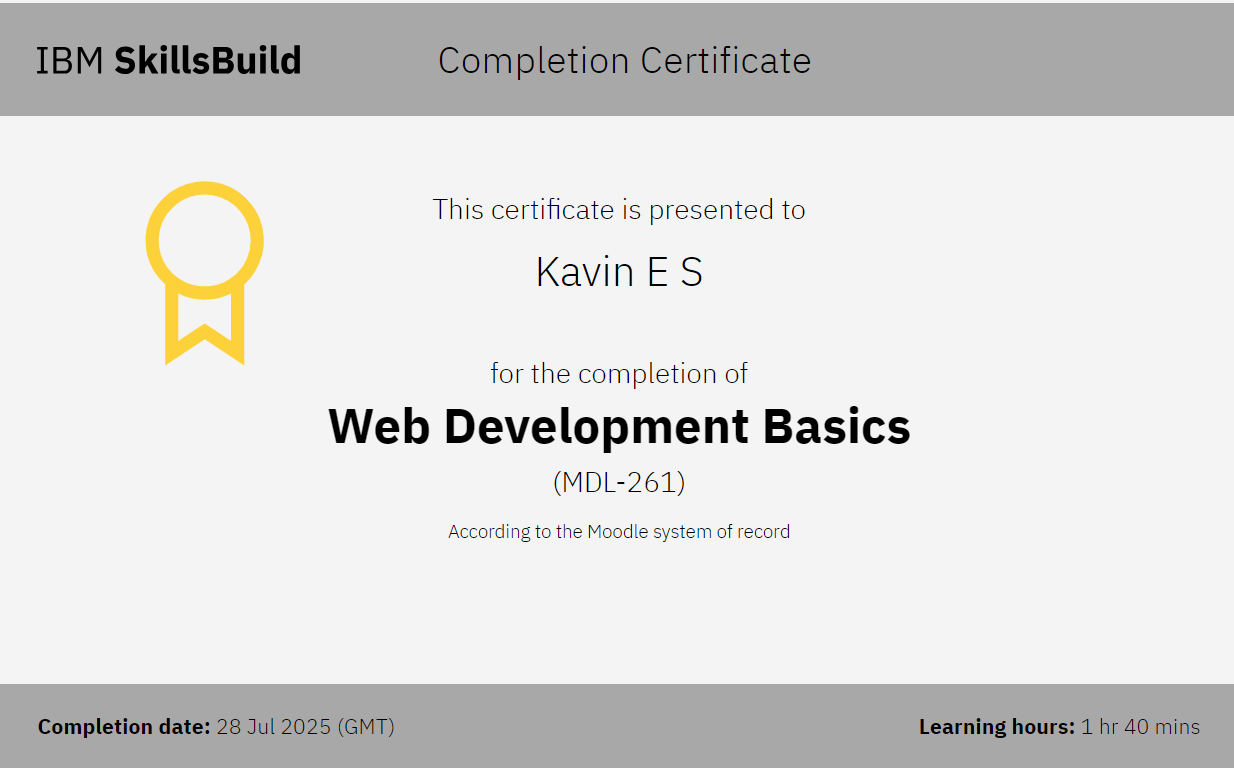 IBM SkillsBuild
Completion Certificate
This certificate is presented to
Kavin E S
for the completion of
Web Development Basics
(MDL-261)
According to the Moodle system of record
Completion date: 28 Jul 2025 (GMT)
Learning hours: 1 hr 40 mins